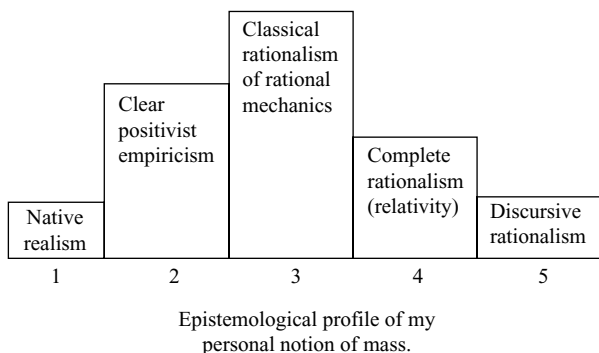 Native
realism
Clear
positivist
empiricism
Classical
rationalism
of rational
mechanics
Complete
rationalism
(relativity)
Discursive
rationalism
1 2 3 4 5
Epistemological profile of my
personal notion of mass.